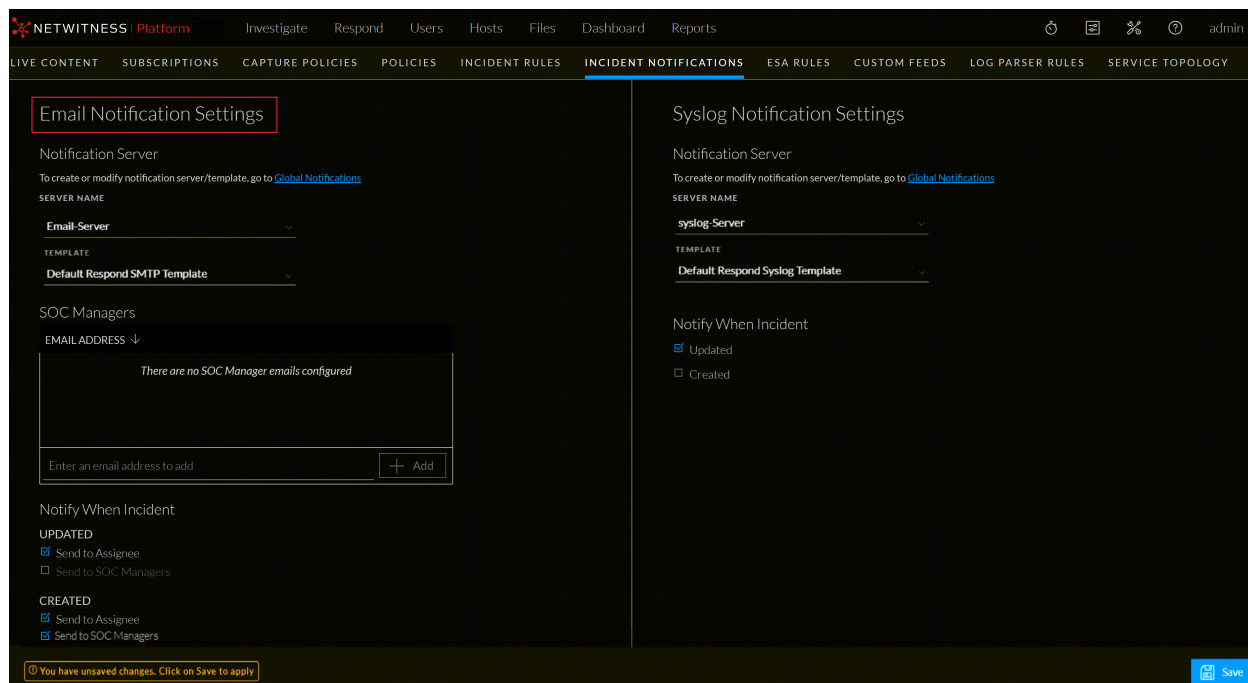 NETWITNESS | Platform Investigate Respond Users Hosts Files Dashboard Reports admin
LIVE CONTENT SUBSCRIPTIONS CAPTURE POLICIES POLICIES INCIDENT RULES INCIDENT NOTIFICATIONS ESA RULES CUSTOM FEEDS LOG PARSER RULES SERVICE TOPOLOGY
Email Notification Settings
Notification Server
To create or modify notification server/template, go to Global Notifications
SERVER NAME
Email-Server
TEMPLATE
Default Respond SMTP Template
SOC Managers
EMAIL ADDRESS
There are no SOC Manager emails configured
Enter an email address to add
Add
Notify When Incident
UPDATED
Send to Assignee
Send to SOC Managers
CREATED
Send to Assignee
Send to SOC Managers
Syslog Notification Settings
Notification Server
To create or modify notification server/template, go to Global Notifications
SERVER NAME
syslog-Server
TEMPLATE
Default Respond Syslog Template
Notify When Incident
Updated
Created
You have unsaved changes. Click on Save to apply
Save